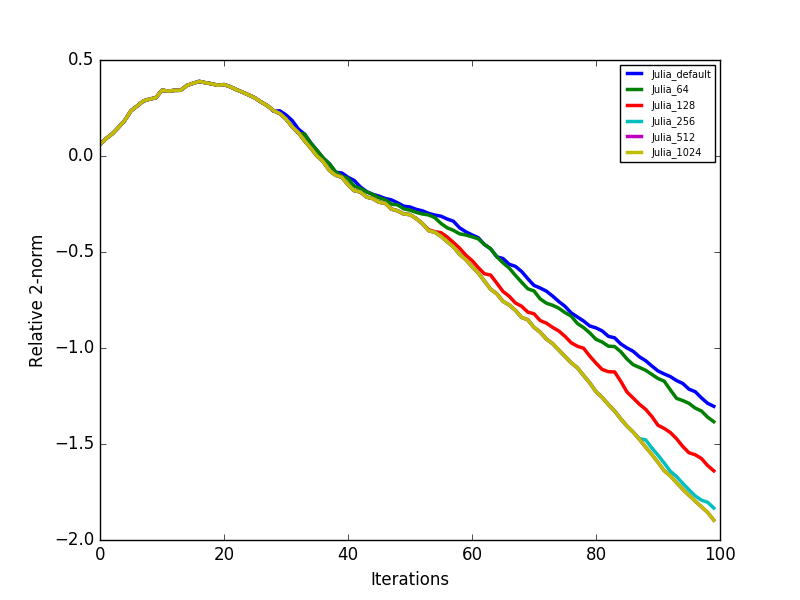 0.5
0.0
−0.5
−1.0
−1.5
−2.0
Relative 2-norm
0 20 40 60 80 100
Iterations
Julia_default
Julia_64
Julia_128
Julia_256
Julia_512
Julia_1024